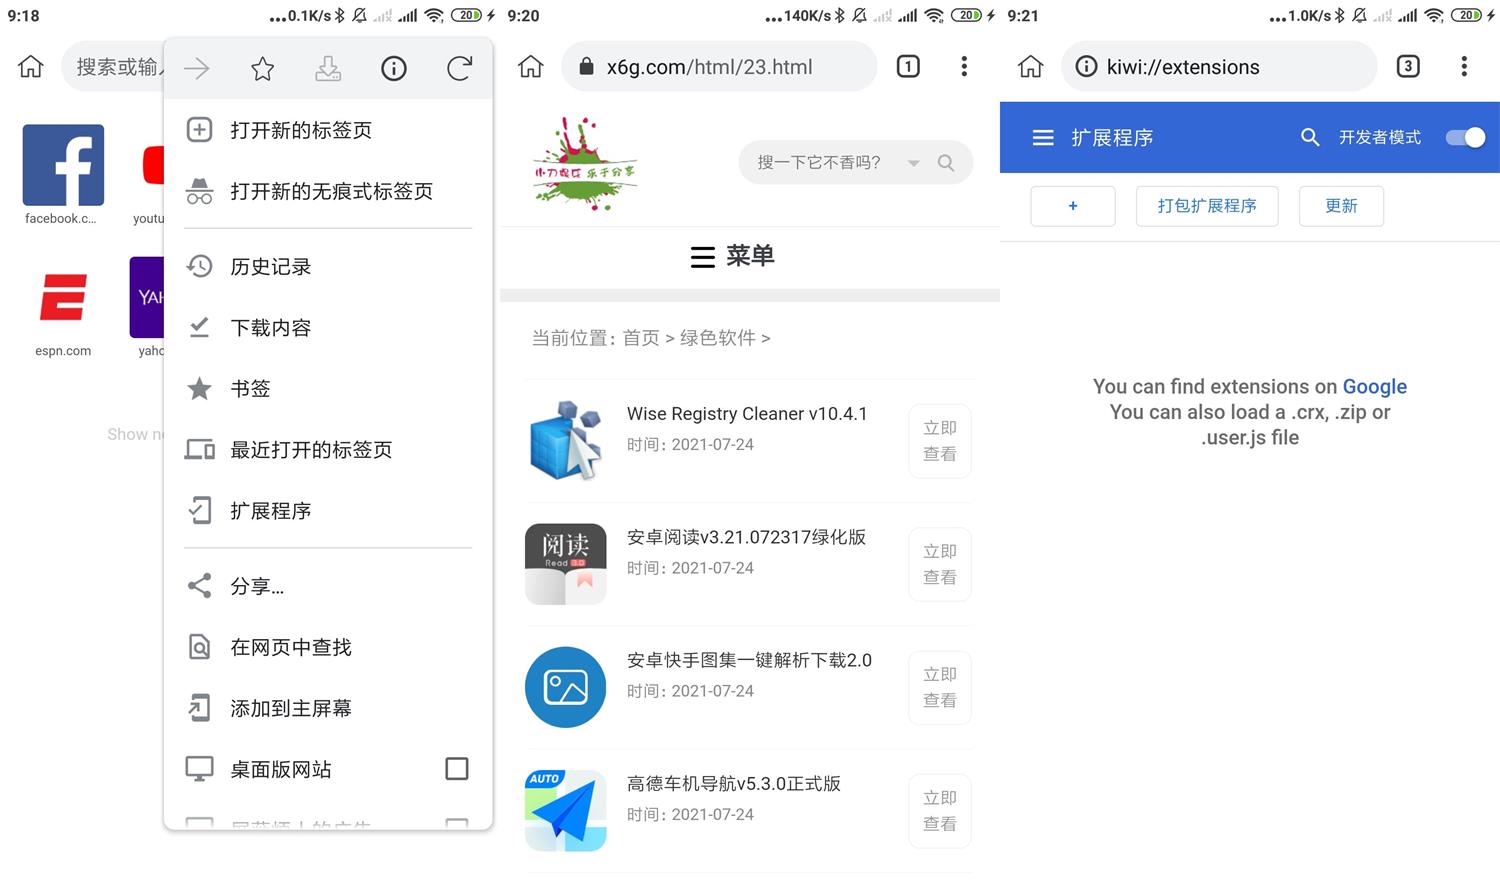 9:18
...0.1K/s
20
搜索或输入
打开新的标签页
打开新的无痕式标签页
历史记录
下载内容
书签
最近打开的标签页
扩展程序
分享...
在网页中查找
添加到主屏幕
桌面版网站
facebook.c...
youtu
E
YAH
espn.com
yaho
Show
9:20
...140K/s
20
x6g.com/html/23.html
1
小刀娱乐 乐于分享
搜一下它不香吗?
菜单
当前位置: 首页 > 绿色软件 >
Wise Registry Cleaner v10.4.1
时间: 2021-07-24
立即
查看
阅读
Read 3.0
安卓阅读v3.21.072317绿化版
时间: 2021-07-24
立即
查看
安卓快手图集一键解析下载2.0
时间: 2021-07-24
立即
查看
AUTO
高德车机导航v5.3.0正式版
时间: 2021-07-24
立即
查看
9:21
...1.0K/s
20
kiwi://extensions
3
扩展程序
开发者模式
+
打包扩展程序
更新
You can find extensions on Google
You can also load a .crx, .zip or
.user.js file